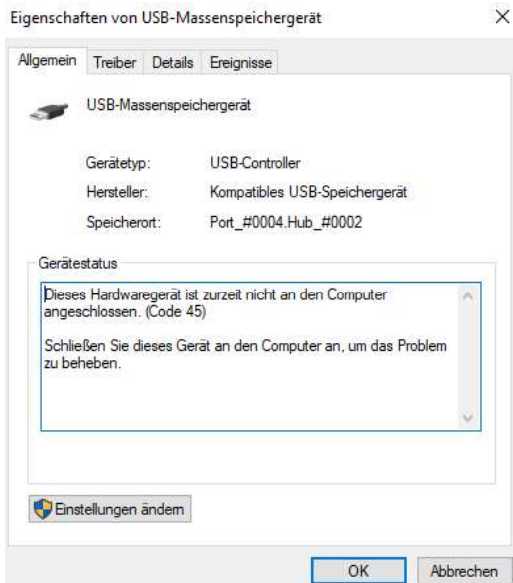 Eigenschaften von USB-Massenspeichergerät
Allgemein Treiber Details Ereignisse
USB-Massenspeichergerät
Gerätetyp: USB-Controller
Hersteller: Kompatibles USB-Speichergerät
Speicherort: Port_#0004.Hub_#0002
Gerätestatus
Dieses Hardwaregerät ist zurzeit nicht an den Computer
angeschlossen. (Code 45)
Schließen Sie dieses Gerät an den Computer an, um das Problem
zu beheben.
Einstellungen ändern
OK Abbrechen